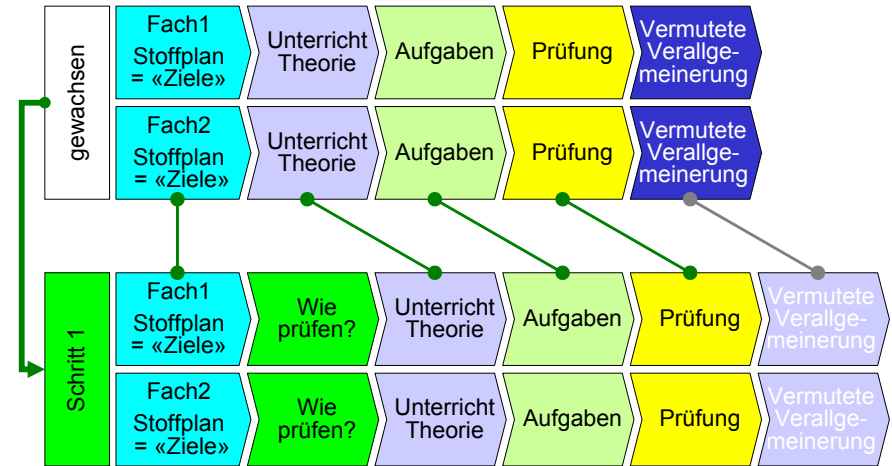 gewachsen
Fach1
Stoffplan
= «Ziele»
Unterricht
Theorie
Aufgaben
Prüfung
Vermutete
Verallge-
meinerung
Fach2
Stoffplan
= «Ziele»
Unterricht
Theorie
Aufgaben
Prüfung
Vermutete
Verallge-
meinerung
Schritt 1
Fach1
Stoffplan
= «Ziele»
Wie
prüfen?
Unterricht
Theorie
Aufgaben
Prüfung
Vermutete
Verallge-
meinerung
Fach2
Stoffplan
= «Ziele»
Wie
prüfen?
Unterricht
Theorie
Aufgaben
Prüfung
Vermutete
Verallge-
meinerung